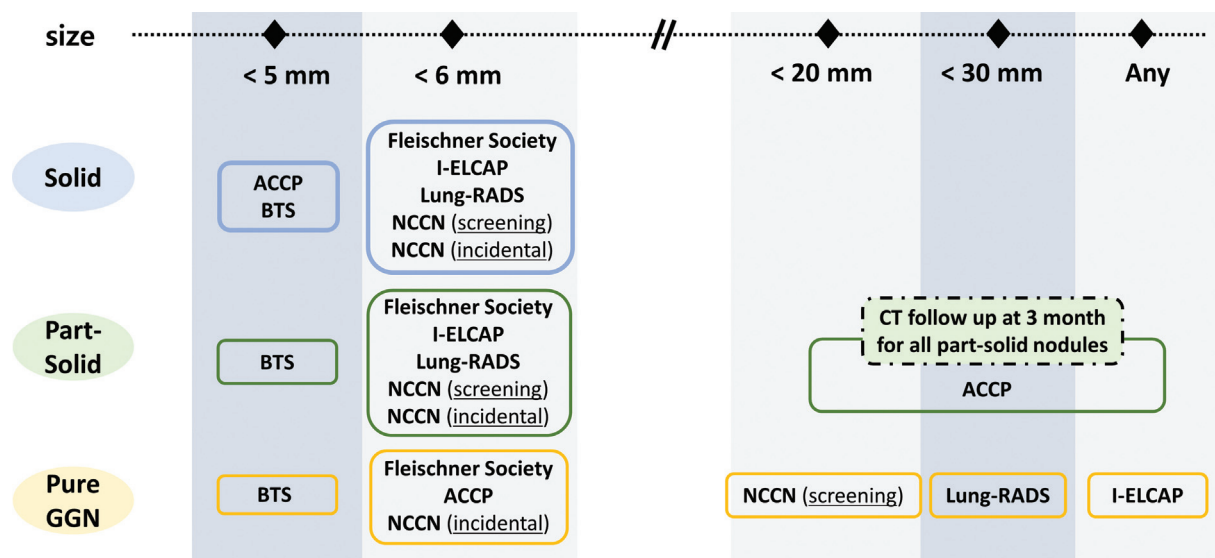 size
< 5 mm
< 6 mm
< 20 mm
< 30 mm
Any
Solid
ACCP
BTS
Fleischner Society
I-ELCAP
Lung-RADS
NCCN (screening)
NCCN (incidental)
Part-
Solid
BTS
Fleischner Society
I-ELCAP
Lung-RADS
NCCN (screening)
NCCN (incidental)
CT follow up at 3 month
for all part-solid nodules
ACCP
Pure
GGN
BTS
Fleischner Society
ACCP
NCCN (incidental)
NCCN (screening)
Lung-RADS
I-ELCAP